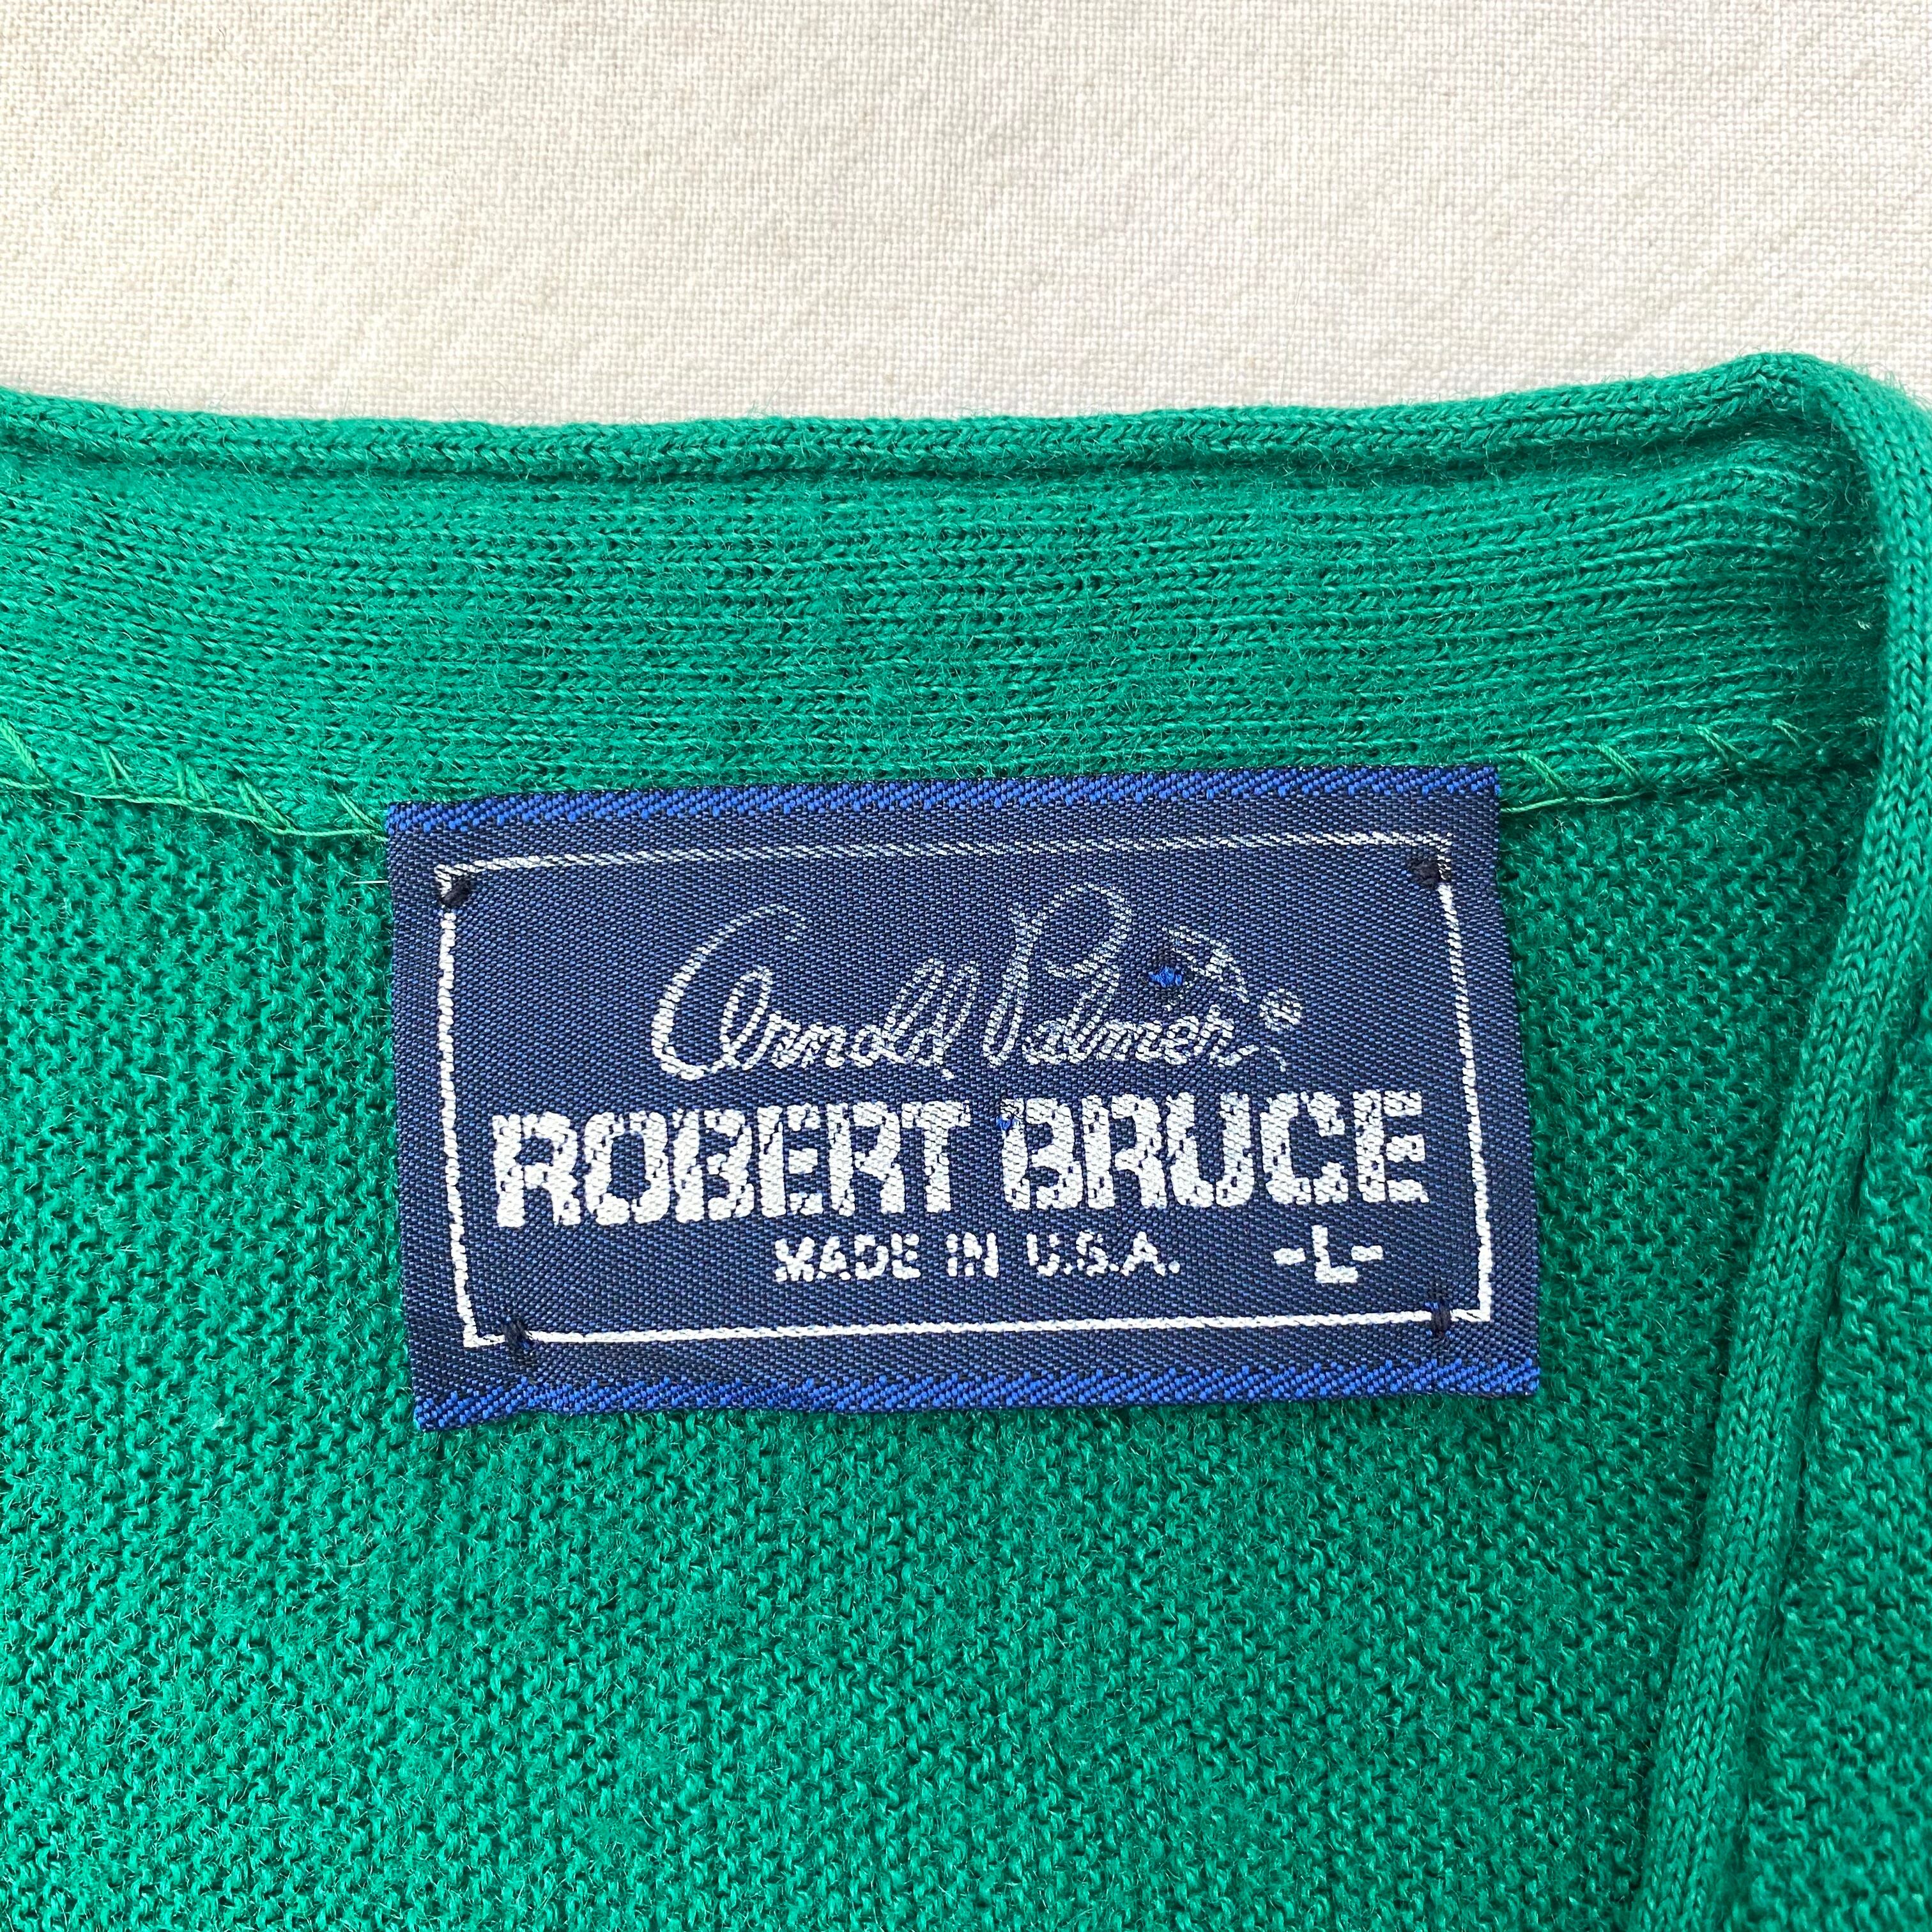 Arnold Palmer ®
ROBERT BRUCE
MADE IN U.S.A. -L-